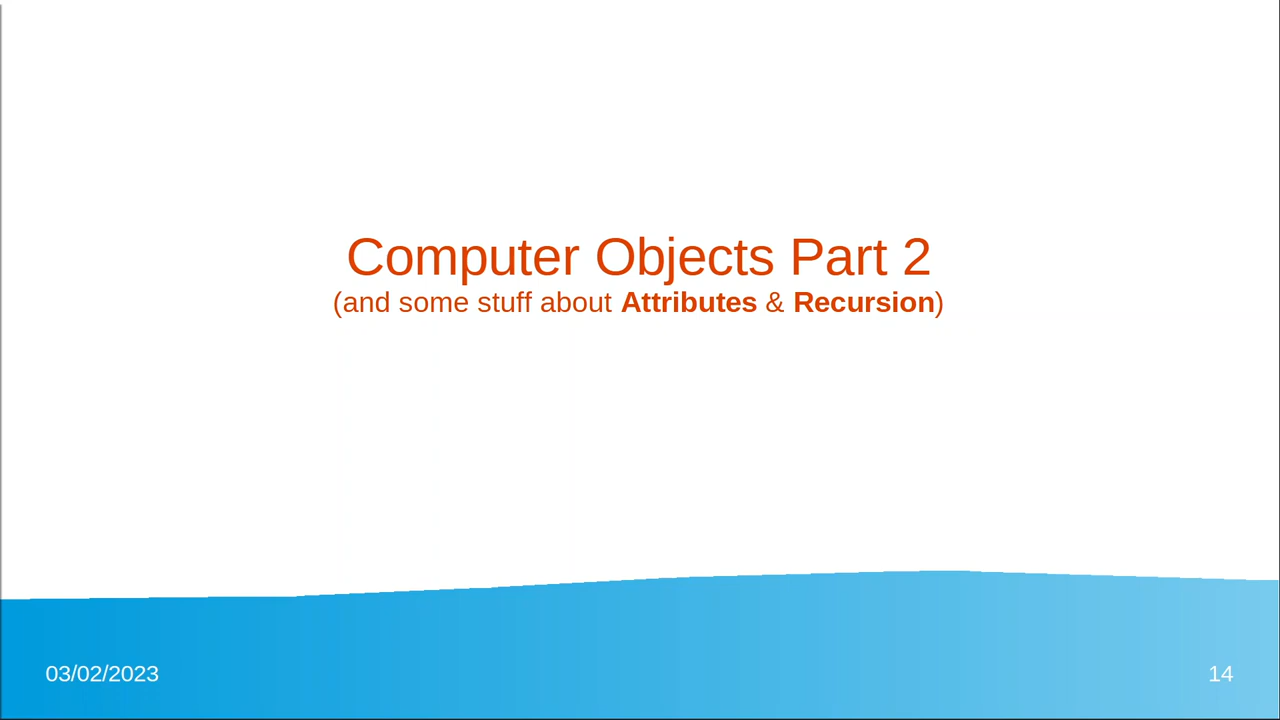 Computer Objects Part 2
(and some stuff about Attributes & Recursion)
03/02/2023
14